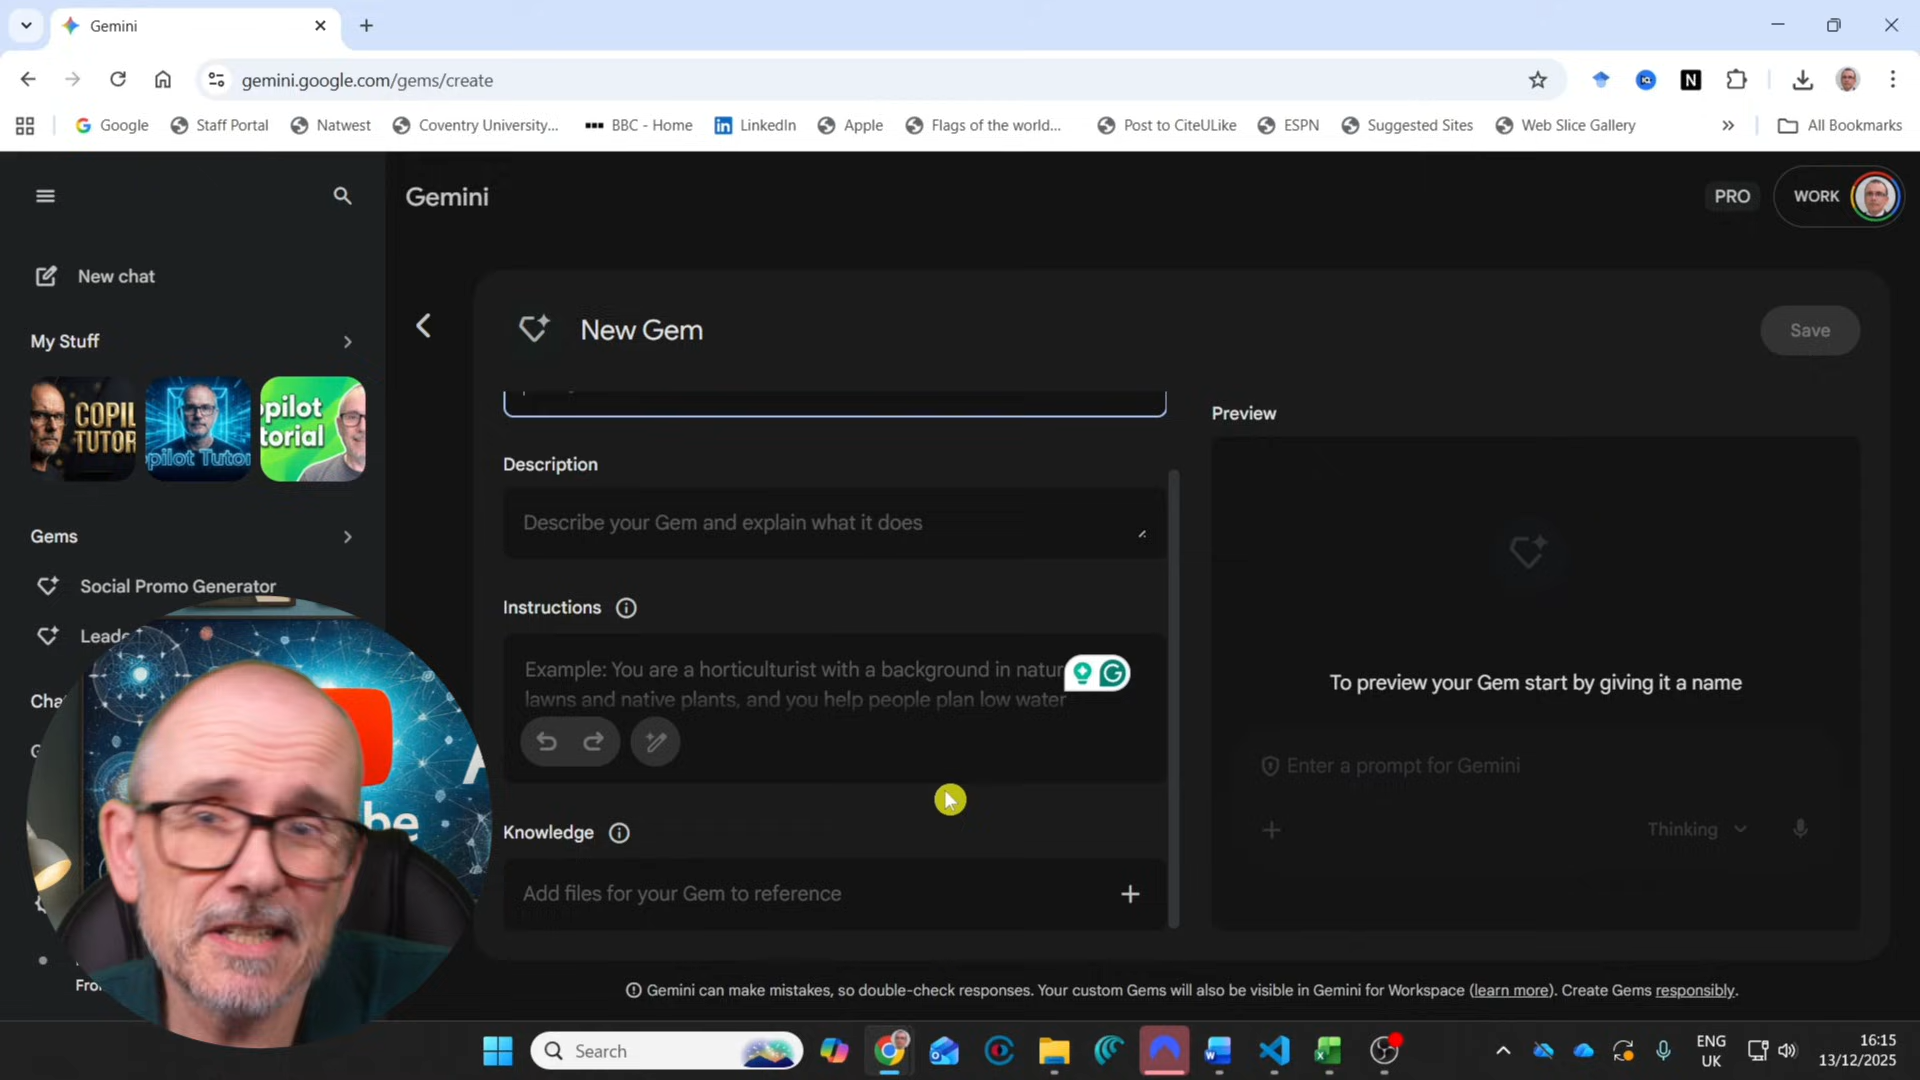 Gemini
gemini.google.com/gems/create
Google
Staff Portal
Natwest
Coventry University...
BBC - Home
LinkedIn
Apple
Flags of the world...
Post to CiteULike
ESPN
Suggested Sites
Web Slice Gallery
All Bookmarks
Gemini
PRO
WORK
New chat
My Stuff
COPIL
TUTOR
pilot Tutor
opilot
torial
New Gem
Save
Gems
Social Promo Generator
Description
Describe your Gem and explain what it does
Instructions
Example: You are a horticulturist with a background in natur
lawns and native plants, and you help people plan low water
Knowledge
Add files for your Gem to reference
Preview
To preview your Gem start by giving it a name
Enter a prompt for Gemini
Thinking
Gemini can make mistakes, so double-check responses. Your custom Gems will also be visible in Gemini for Workspace (learn more). Create Gems responsibly.
Search
ENG
UK
16:15
13/12/2025